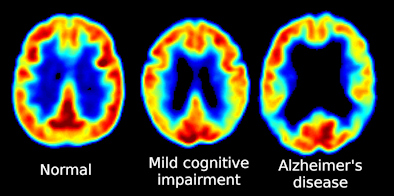 Normal
Mild cognitive
impairment
Alzheimer's
disease